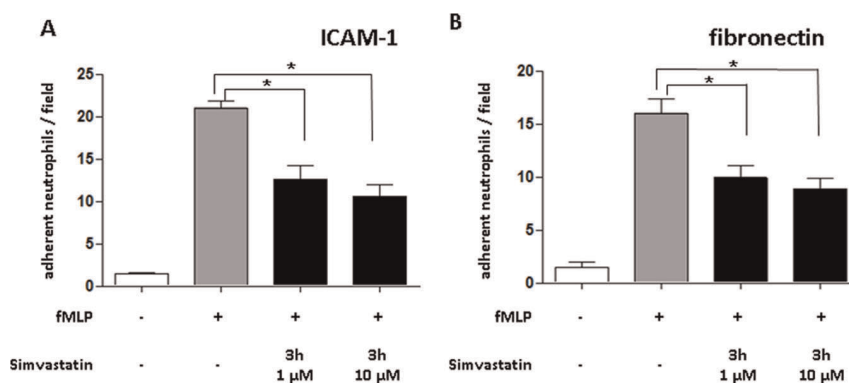 A
ICAM-1
adherent neutrophils / field
25
20
15
10
5
0
*
*
fMLP - + + +
Simvastatin - - 3h 3h
1 µM 10 µM
B
fibronectin
adherent neutrophils / field
20
15
10
5
0
*
*
fMLP - + + +
Simvastatin - - 3h 3h
1 µM 10 µM